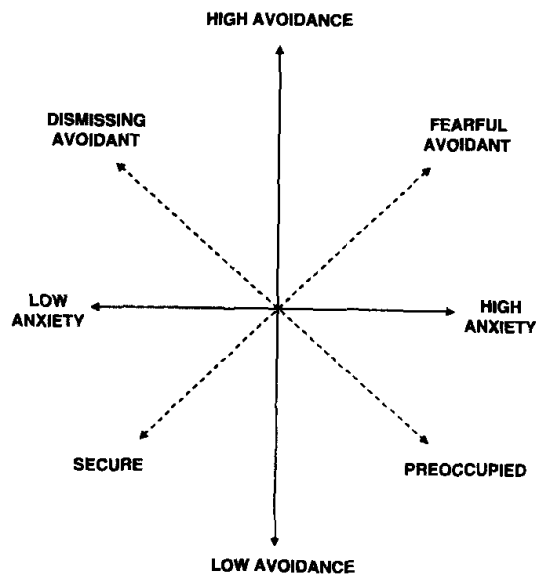 HIGH AVOIDANCE
DISMISSING
AVOIDANT
FEARFUL
AVOIDANT
LOW
ANXIETY
HIGH
ANXIETY
SECURE
PREOCCUPIED
LOW AVOIDANCE